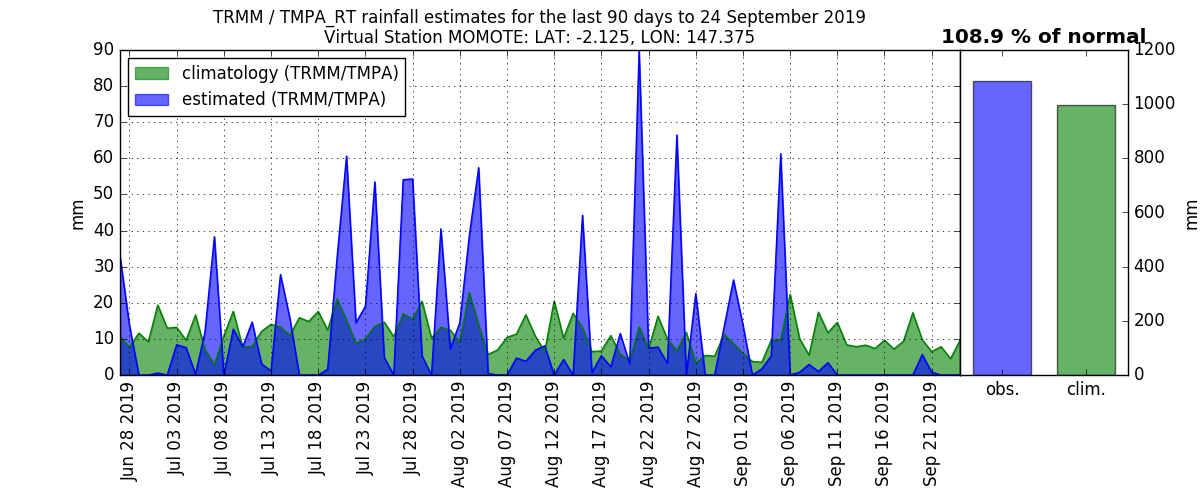 TRMM / TMPA_RT rainfall estimates for the last 90 days to 24 September 2019
Virtual Station MOMOTE: LAT: -2.125, LON: 147.375
108.9 % of normal
climatology (TRMM/TMPA)
estimated (TRMM/TMPA)
90
80
70
60
50
40
30
20
10
0
mm
Jun 28 2019
Jul 03 2019
Jul 08 2019
Jul 13 2019
Jul 18 2019
Jul 23 2019
Jul 28 2019
Aug 02 2019
Aug 07 2019
Aug 12 2019
Aug 17 2019
Aug 22 2019
Aug 27 2019
Sep 01 2019
Sep 06 2019
Sep 11 2019
Sep 16 2019
Sep 21 2019
1200
1000
800
600
400
200
0
mm
obs.
clim.